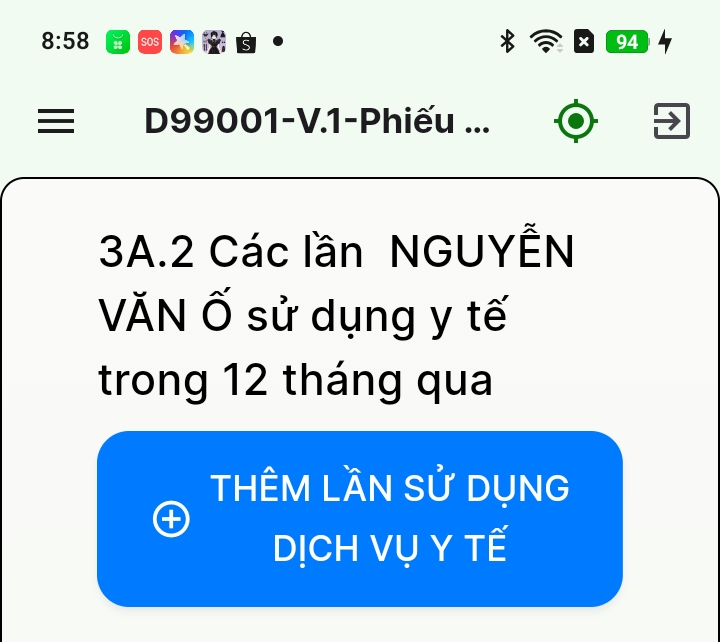 8:58
SOS
94
D99001-V.1-Phiếu ...
3A.2 Các lần  NGUYỄN
VĂN Ố sử dụng y tế
trong 12 tháng qua
THÊM LẦN SỬ DỤNG
DỊCH VỤ Y TẾ